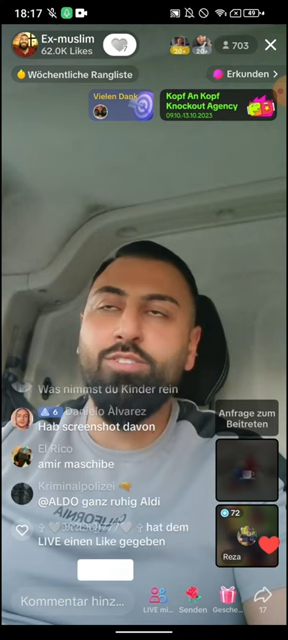 18:17
49
Ex-muslim
62.0K Likes
703
Wöchentliche Rangliste
Erkunden >
Vielen Dank
Kopf An Kopf
Knockout Agency
09.10-13.10.2023
Was nimmst du Kinder rein
6 Danielo Àlvarez
Hab screenshot davon
El Rico
amir maschibe
Kriminalpolizei
@ALDO ganz ruhig Aldi
hat dem
LIVE einen Like gegeben
CALIFORNIA
Anfrage zum
Beitreten
72
Reza
Kommentar hinz...
LIVE mi...
Senden
Gesche...
17